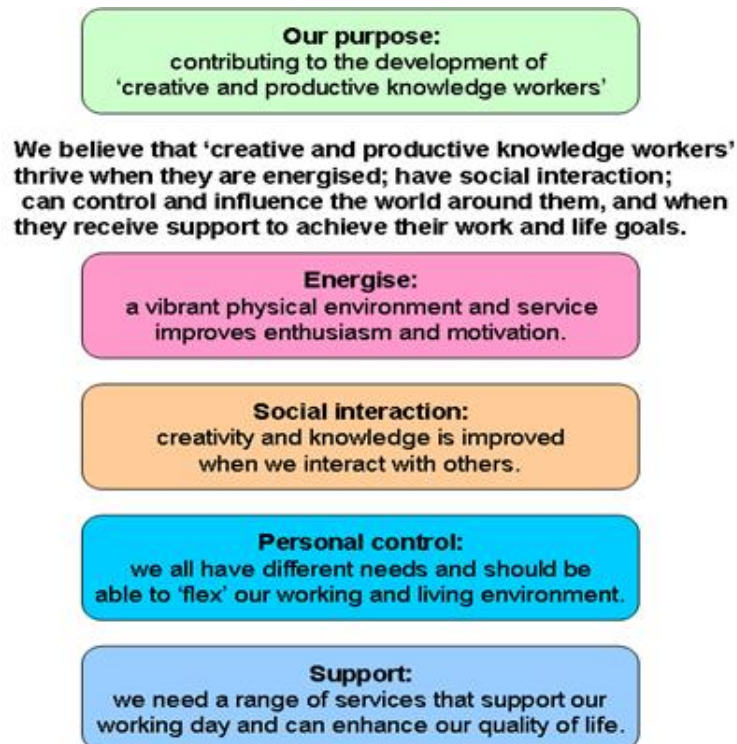 Our purpose:
contributing to the development of
‘creative and productive knowledge workers’
We believe that ‘creative and productive knowledge workers’
thrive when they are energised; have social interaction;
can control and influence the world around them, and when
they receive support to achieve their work and life goals.
Energise:
a vibrant physical environment and service
improves enthusiasm and motivation.
Social interaction:
creativity and knowledge is improved
when we interact with others.
Personal control:
we all have different needs and should be
able to ‘flex’ our working and living environment.
Support:
we need a range of services that support our
working day and can enhance our quality of life.